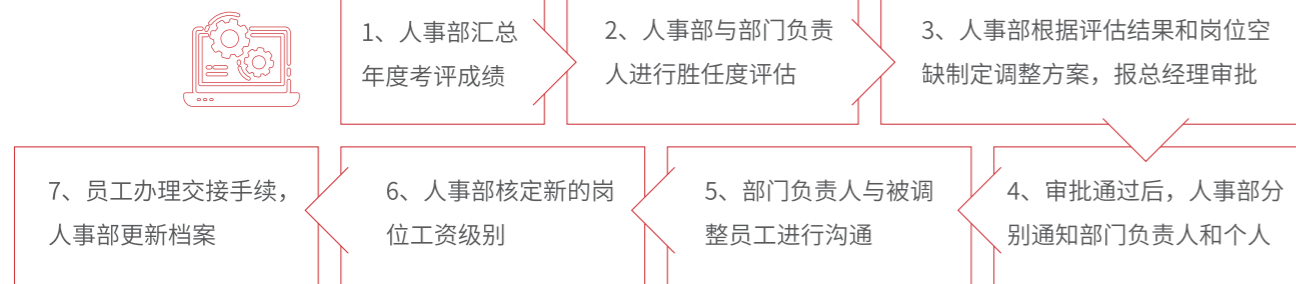 1、人事部汇总
年度考评成绩
2、人事部与部门负责
人进行胜任度评估
3、人事部根据评估结果和岗位空
缺制定调整方案，报总经理审批
4、审批通过后，人事部分
别通知部门负责人和个人
5、部门负责人与被调
整员工进行沟通
6、人事部核定新的岗
位工资级别
7、员工办理交接手续，
人事部更新档案